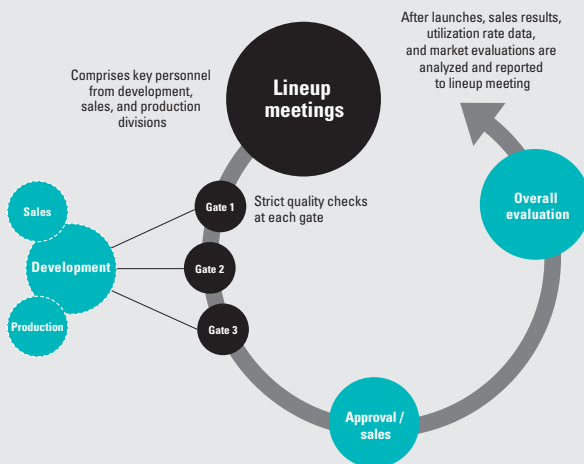 After launches, sales results,
utilization rate data,
and market evaluations are
analyzed and reported
to lineup meeting
Comprises key personnel
from development,
sales, and production
divisions
Lineup
meetings
Gate 1
Strict quality checks
at each gate
Sales
Overall
evaluation
Development
Gate 2
Production
Gate 3
Approval /
sales